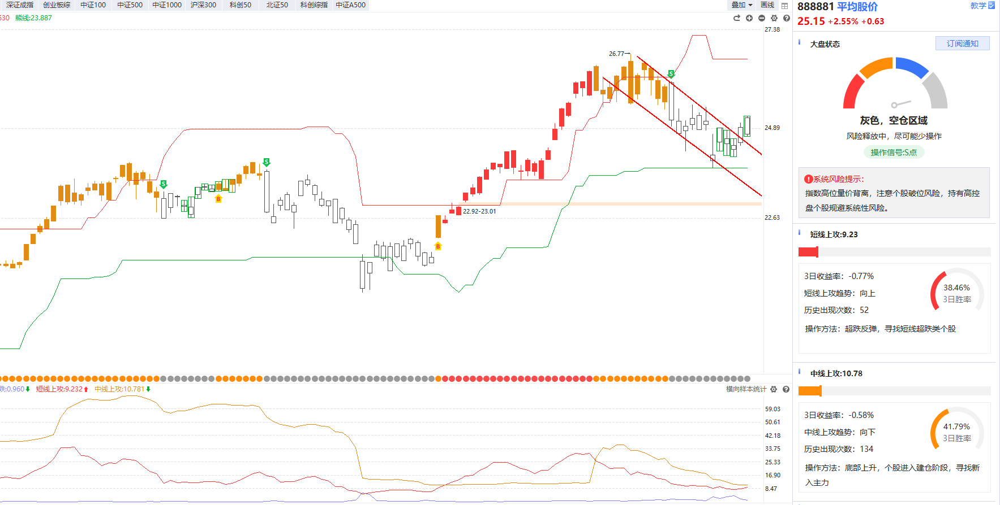 深证成指 创业板综 中证100 中证500 中证1000 沪深300 科创50 北证50 科创综指 中证A500 叠加 画线
530 熊线:23.887
27.38
26.77
S
24.89
S
S
B
22.92-23.01
22.63
B
跌:0.960 短线上攻:9.232 中线上攻:10.781 横向样本统计
59.03
50.61
42.18
33.75
25.33
16.90
8.47
888881 平均股价 教学
25.15 +2.55% +0.63
大盘状态 订阅通知
灰色，空仓区域
风险释放中，尽可能少操作
操作信号:S点
系统风险提示：
指数高位量价背离，注意个股破位风险，持有高控
盘个股规避系统性风险。
短线上攻:9.23
3日收益率：-0.77%
38.46%
3日胜率
短线上攻趋势：向上
历史出现次数：52
操作方法：超跌反弹，寻找短线超跌类个股
中线上攻:10.78
3日收益率：-0.58%
41.79%
3日胜率
中线上攻趋势：向下
历史出现次数：134
操作方法：底部上升，个股进入建仓阶段，寻找新
入主力